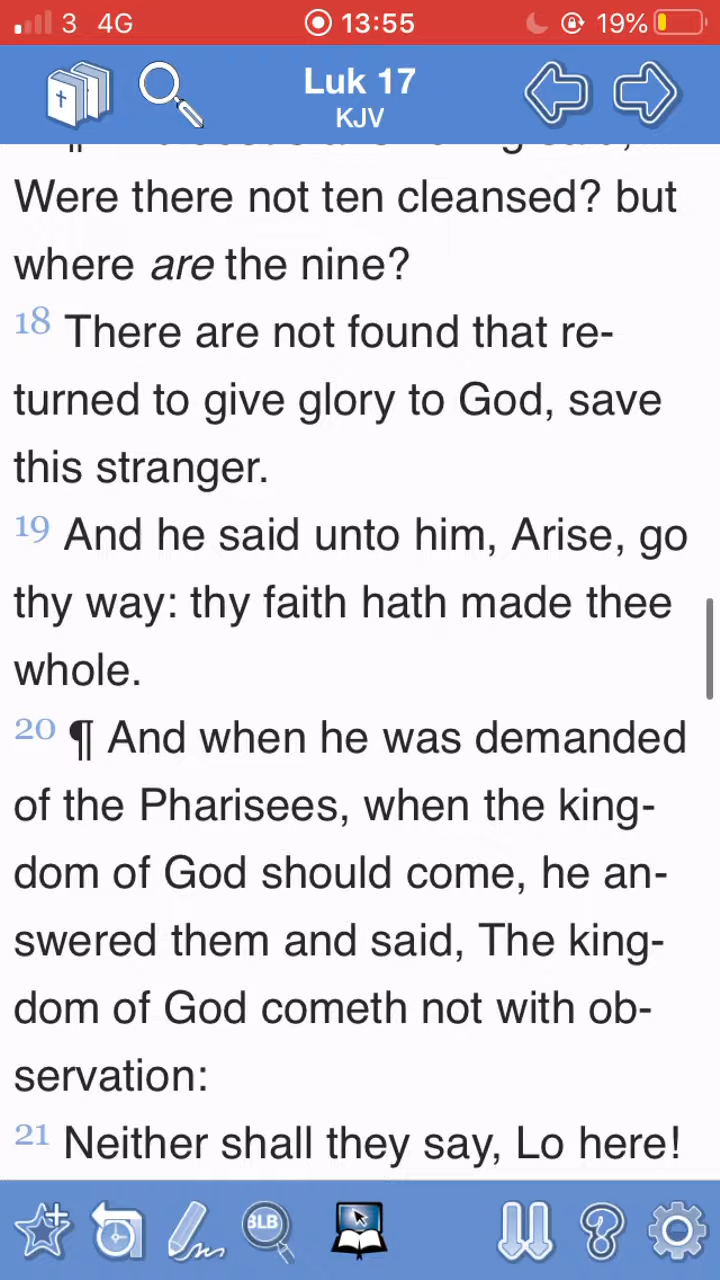 3 4G 13:55 19%
Luk 17
KJV
Were there not ten cleansed? but
where are the nine?
18 There are not found that re-
turned to give glory to God, save
this stranger.
19 And he said unto him, Arise, go
thy way: thy faith hath made thee
whole.
20 ¶ And when he was demanded
of the Pharisees, when the king-
dom of God should come, he an-
swered them and said, The king-
dom of God cometh not with ob-
servation:
21 Neither shall they say, Lo here!
BLB